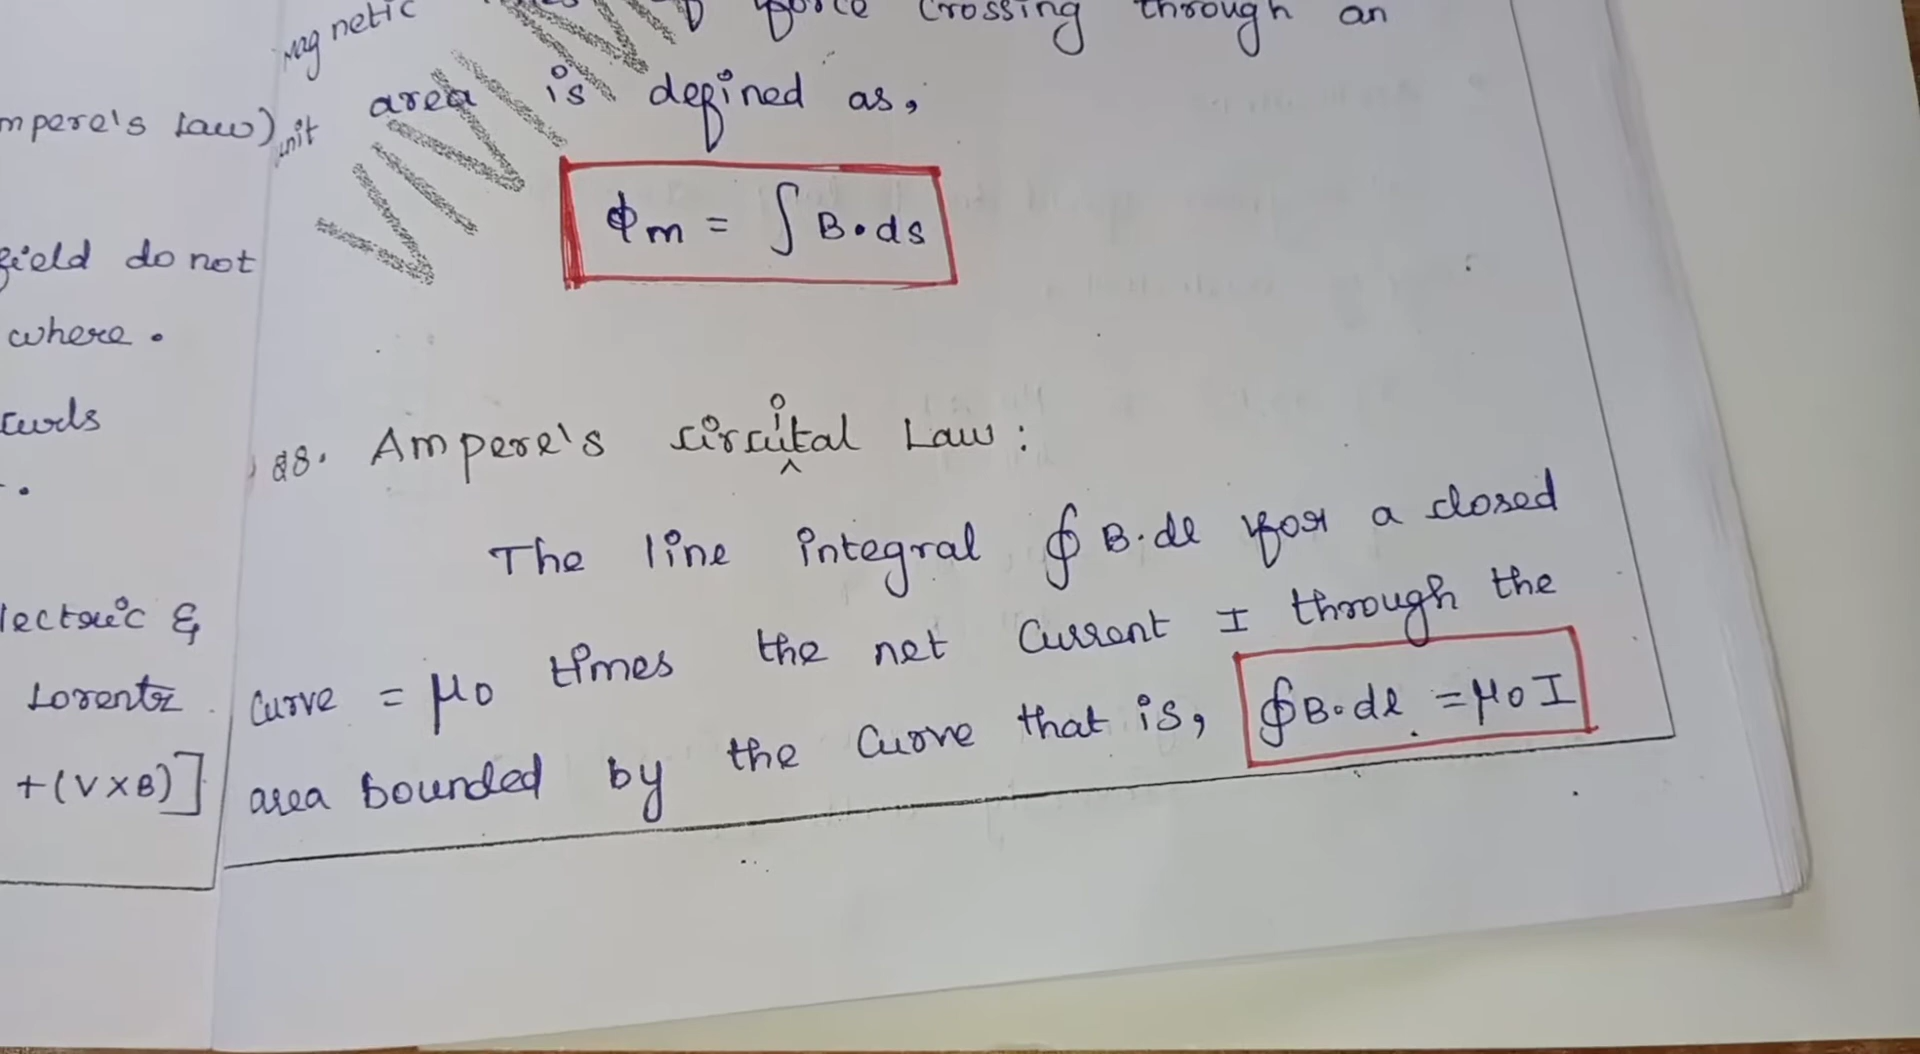 mpere's Law)
field do not
where.
curls
lectric &
Lorentz
+(V×B)]
magnetic
force crossing through an
unit area is defined as,
Φm = ∫ B·ds
28. Ampere's circuital Law:
The line integral ∮ B·dl for a closed
curve = μ0 times the net current I through the
area bounded by the curve that is, ∮B·dl = μ0 I